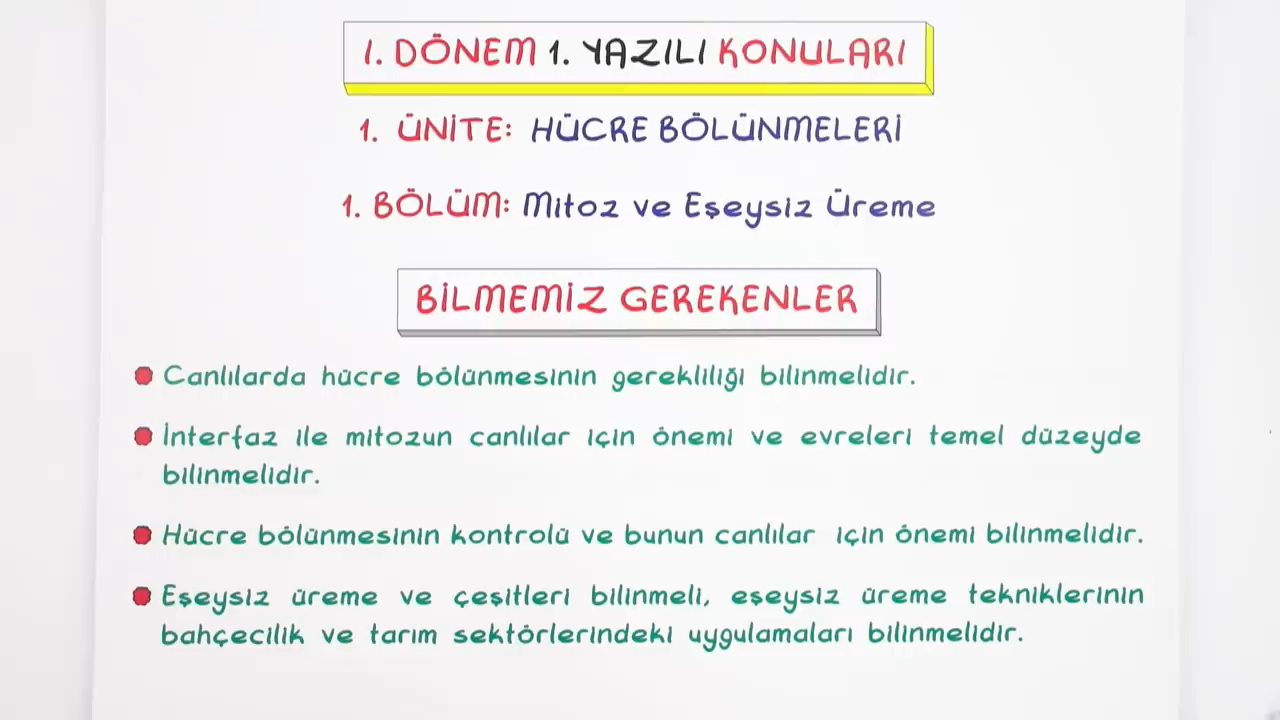 I. DÖNEM 1. YAZILI KONULARI
1. ÜNİTE: HÜCRE BÖLÜNMELERİ
1. BÖLÜM: Mitoz ve Eşeysiz Üreme
BİLMEMİZ GEREKENLER
Canlılarda hücre bölünmesinin gerekliliği bilinmelidir.
İnterfaz ile mitozun canlılar için önemi ve evreleri temel düzeyde
bilinmelidir.
Hücre bölünmesinin kontrolü ve bunun canlılar için önemi bilinmelidir.
Eşeysiz üreme ve çeşitleri bilinmeli, eşeysiz üreme tekniklerinin
bahçecilik ve tarım sektörlerindeki uygulamaları bilinmelidir.